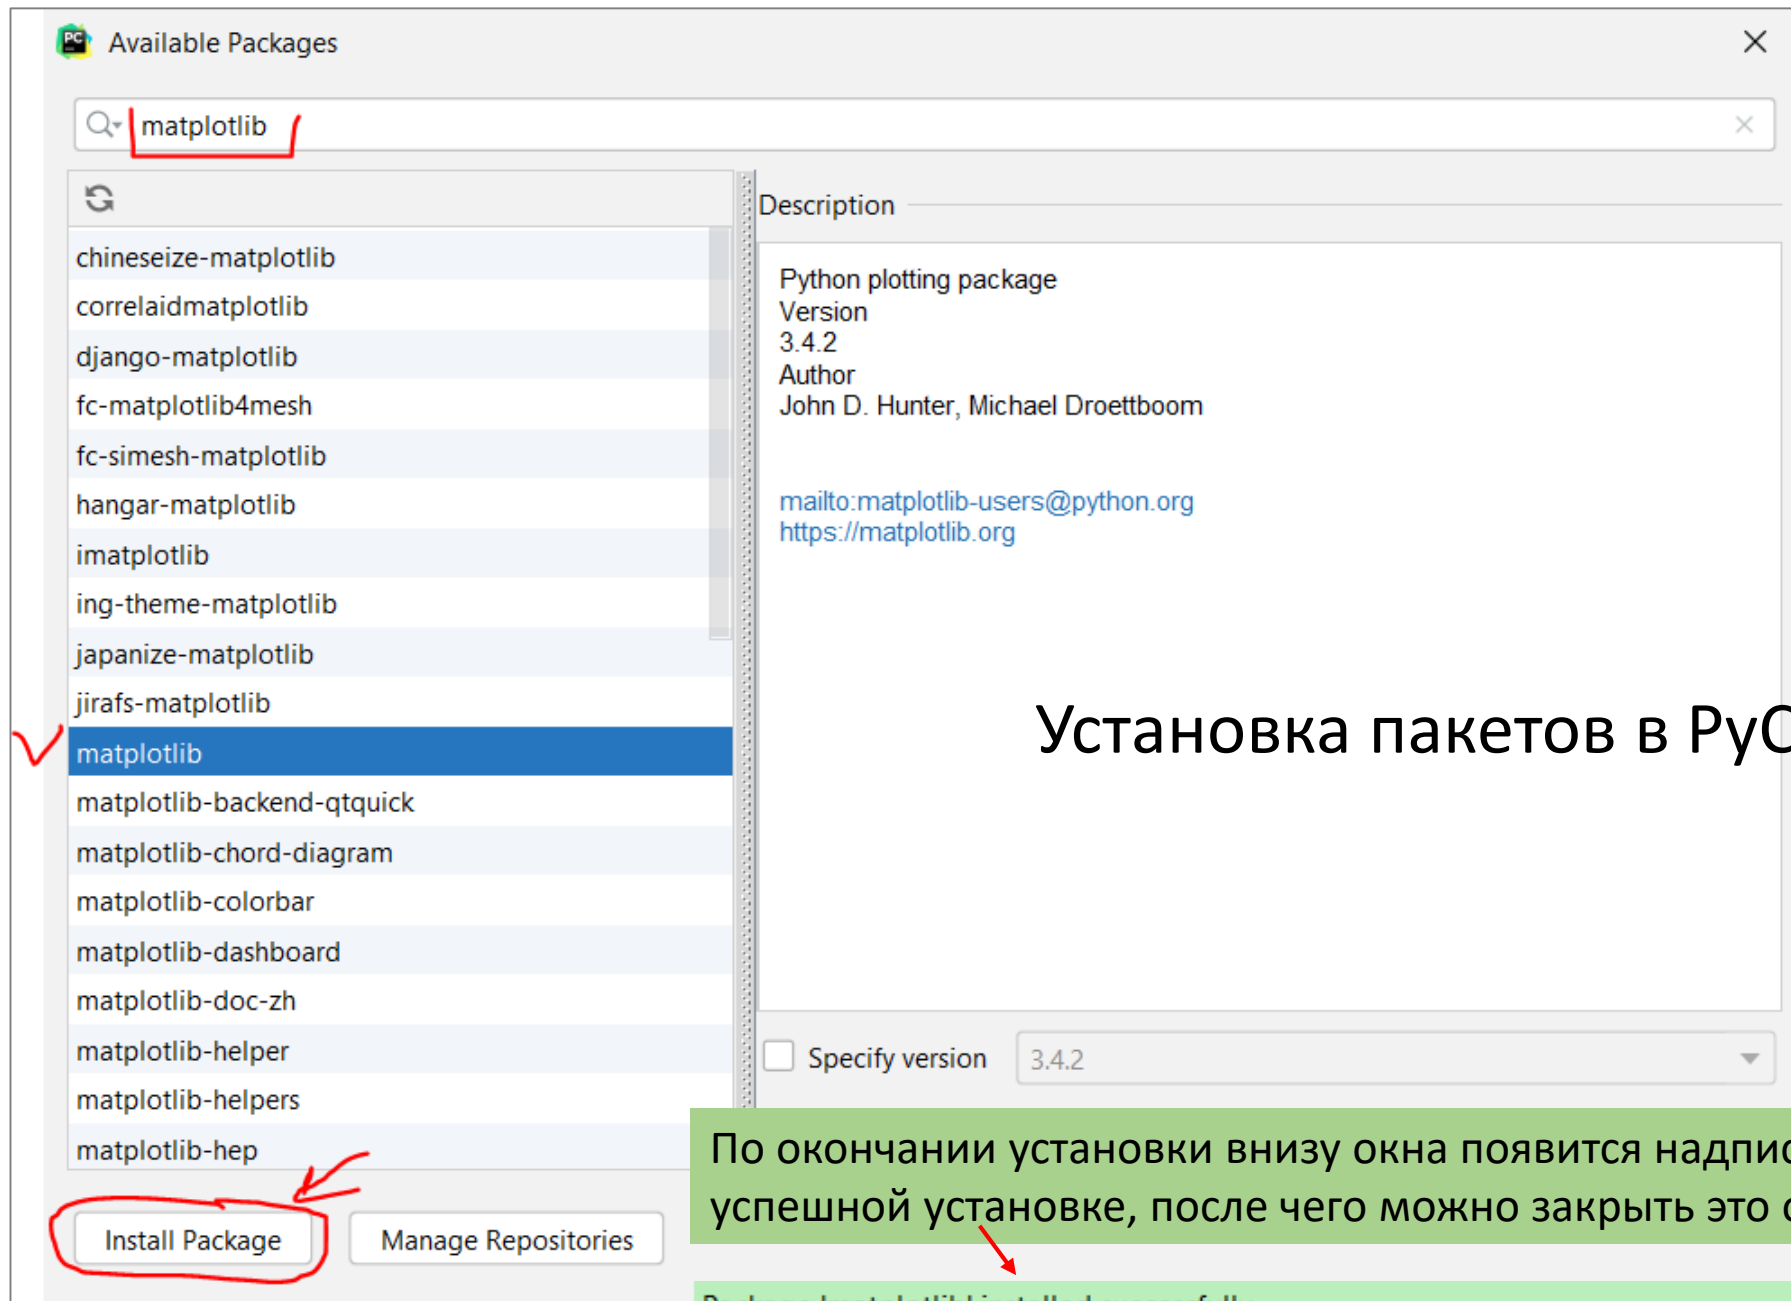 PC
Available Packages
matplotlib
chineseize-matplotlib
correlaidmatplotlib
django-matplotlib
fc-matplotlib4mesh
fc-simesh-matplotlib
hangar-matplotlib
imatplotlib
ing-theme-matplotlib
japanize-matplotlib
jirafs-matplotlib
matplotlib
matplotlib-backend-qtquick
matplotlib-chord-diagram
matplotlib-colorbar
matplotlib-dashboard
matplotlib-doc-zh
matplotlib-helper
matplotlib-helpers
matplotlib-hep
Install Package
Manage Repositories
Description
Python plotting package
Version
3.4.2
Author
John D. Hunter, Michael Droettboom
mailto:matplotlib-users@python.org
https://matplotlib.org
Установка пакетов в PyC
Specify version
3.4.2
По окончании установки внизу окна появится надпис
успешной установке, после чего можно закрыть это